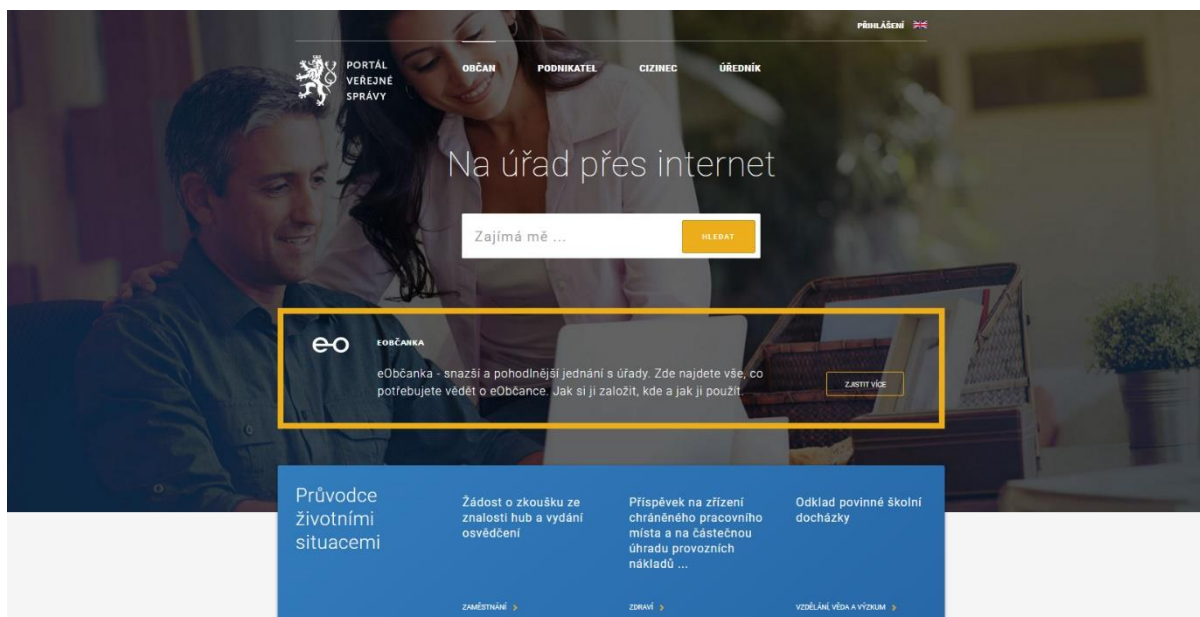 PŘIHLÁŠENÍ
PORTÁL
VEŘEJNÉ
SPRÁVY
OBČAN PODNIKATEL CIZINEC ÚŘEDNÍK
Na úřad přes internet
Zajímá mě ...
HLEDAT
e-o
EOBČANKA
eObčanka - snazší a pohodlnější jednání s úřady. Zde najdete vše, co
potřebujete vědět o eObčance. Jak si ji založit, kde a jak ji použít.
ZJISTIT VÍCE
Průvodce
životními
situacemi
Žádost o zkoušku ze
znalosti hub a vydání
osvědčení
ZAMĚSTNÁNÍ
Příspěvek na zřízení
chráněného pracovního
místa a na částečnou
úhradu provozních
nákladů ...
ZDRAVÍ
Odklad povinné školní
docházky
VZDĚLÁNÍ, VĚDA A VÝZKUM